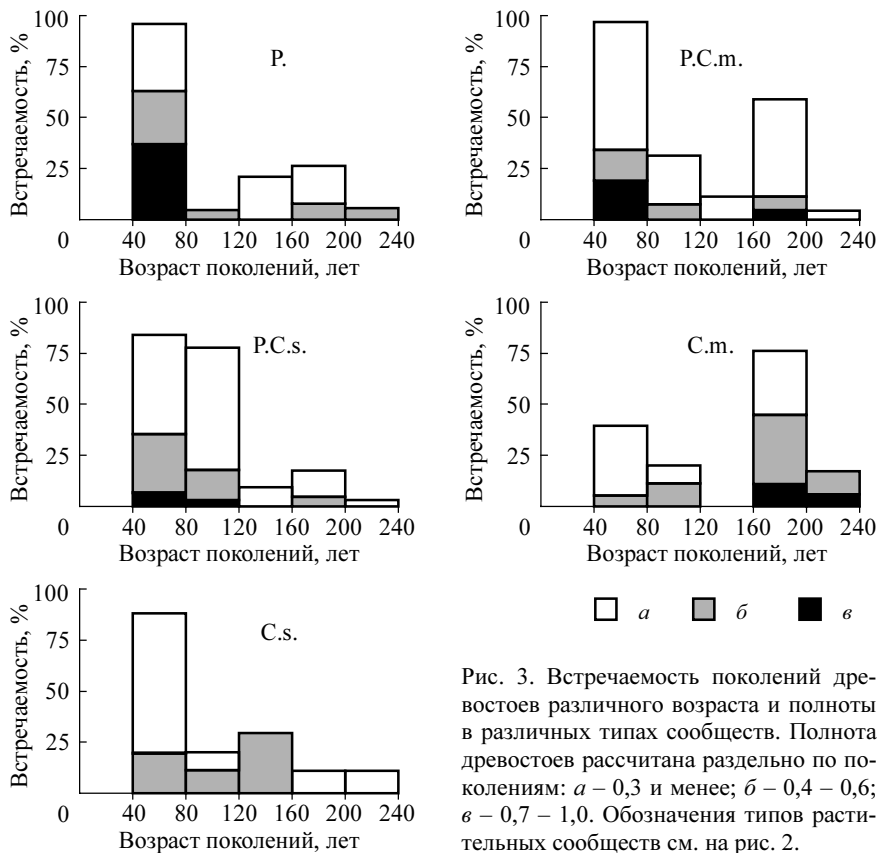 100
75
50
25
0
Встречаемость, %
P.
40 80 120 160 200 240
Возраст поколений, лет
100
75
50
25
0
Встречаемость, %
P.C.m.
40 80 120 160 200 240
Возраст поколений, лет
100
75
50
25
0
Встречаемость, %
P.C.s.
40 80 120 160 200 240
Возраст поколений, лет
100
75
50
25
0
Встречаемость, %
C.m.
40 80 120 160 200 240
Возраст поколений, лет
100
75
50
25
0
Встречаемость, %
C.s.
40 80 120 160 200 240
Возраст поколений, лет
а б в
Рис. 3. Встречаемость поколений дре-
востоев различного возраста и полноты
в различных типах сообществ. Полнота
древостоев рассчитана раздельно по по-
колениям: а – 0,3 и менее; б – 0,4 – 0,6;
в – 0,7 – 1,0. Обозначения типов расти-
тельных сообществ см. на рис. 2.